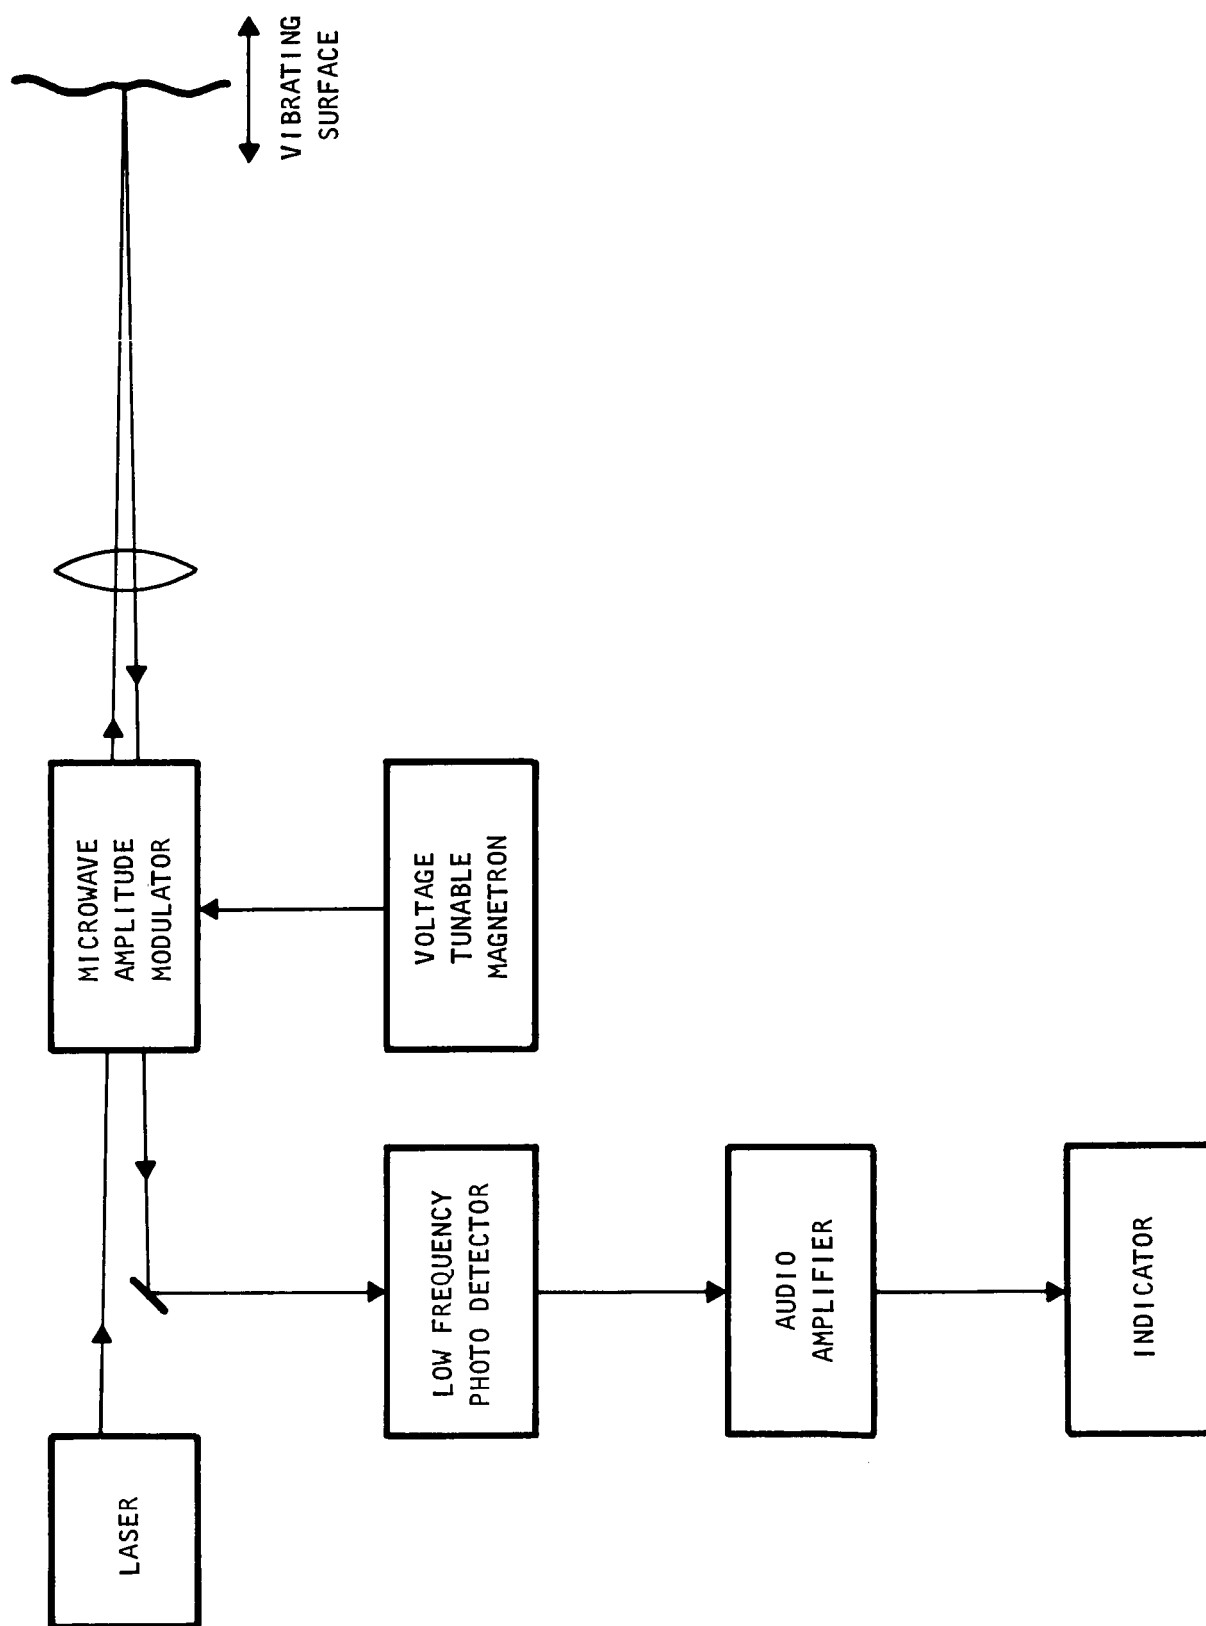 LASER
MICROWAVE
AMPLITUDE
MODULATOR
VIBRATING
SURFACE
LOW FREQUENCY
PHOTO DETECTOR
VOLTAGE
TUNABLE
MAGNETRON
AUDIO
AMPLIFIER
INDICATOR